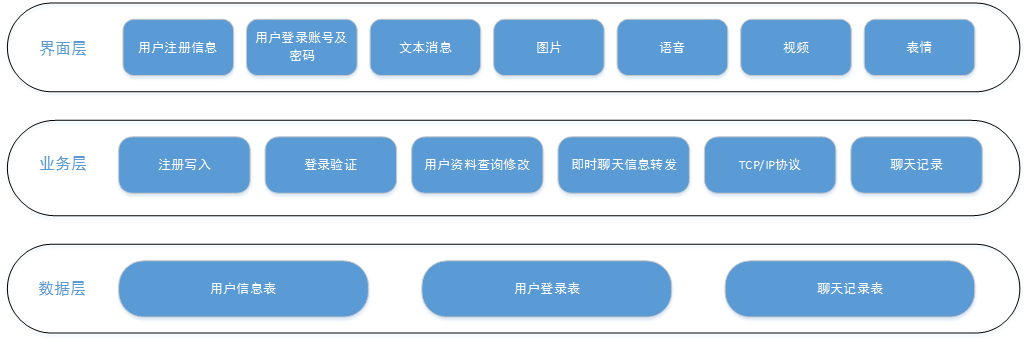 界面层
用户注册信息
用户登录账号及
密码
文本消息
图片
语音
视频
表情
业务层
注册写入
登录验证
用户资料查询修改
即时聊天信息转发
TCP/IP协议
聊天记录
数据层
用户信息表
用户登录表
聊天记录表